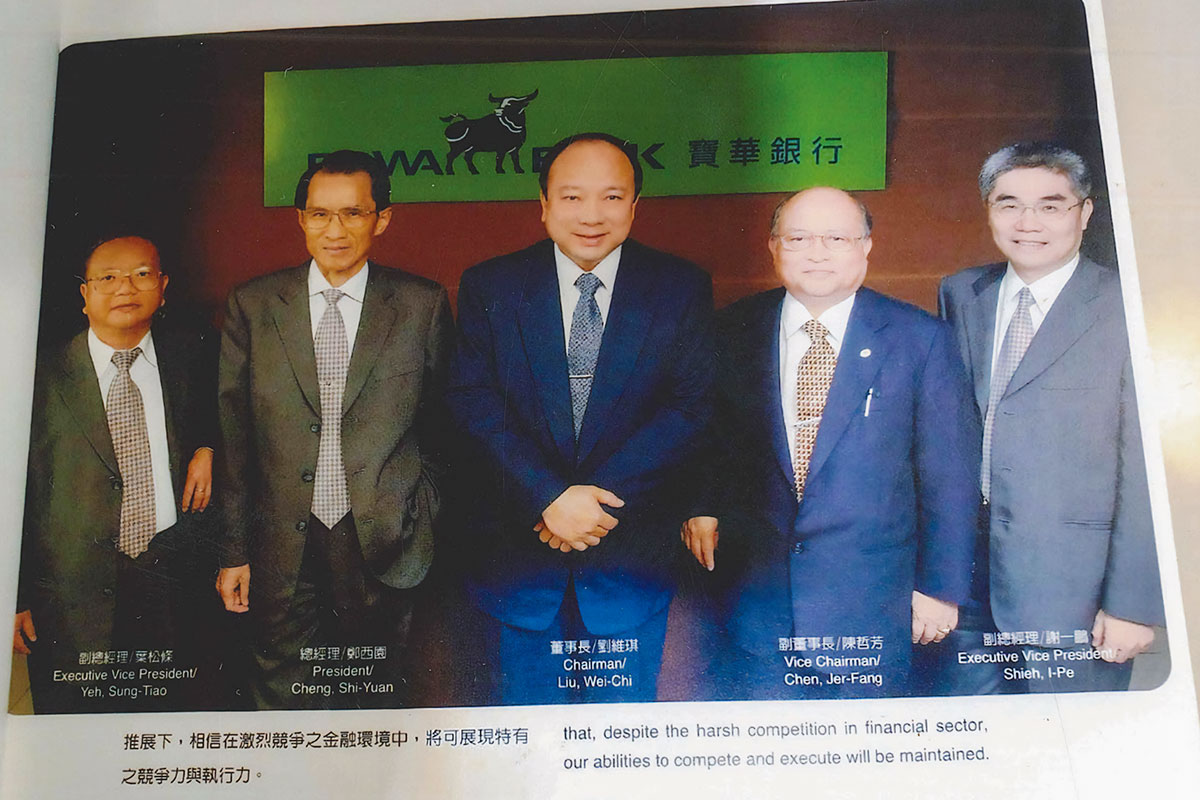 寶華銀行
副總經理/葉松條
Executive Vice President/
Yeh, Sung-Tiao
總經理/鄭西園
President/
Cheng, Shi-Yuan
董事長/劉維琪
Chairman/
Liu, Wei-Chi
副董事長/陳哲芳
Vice Chairman/
Chen, Jer-Fang
副總經理/謝一鵬
Executive Vice President/
Shieh, I-Pe
推展下，相信在激烈競爭之金融環境中，將可展現特有
之競爭力與執行力。
that, despite the harsh competition in financial sector,
our abilities to compete and execute will be maintained.